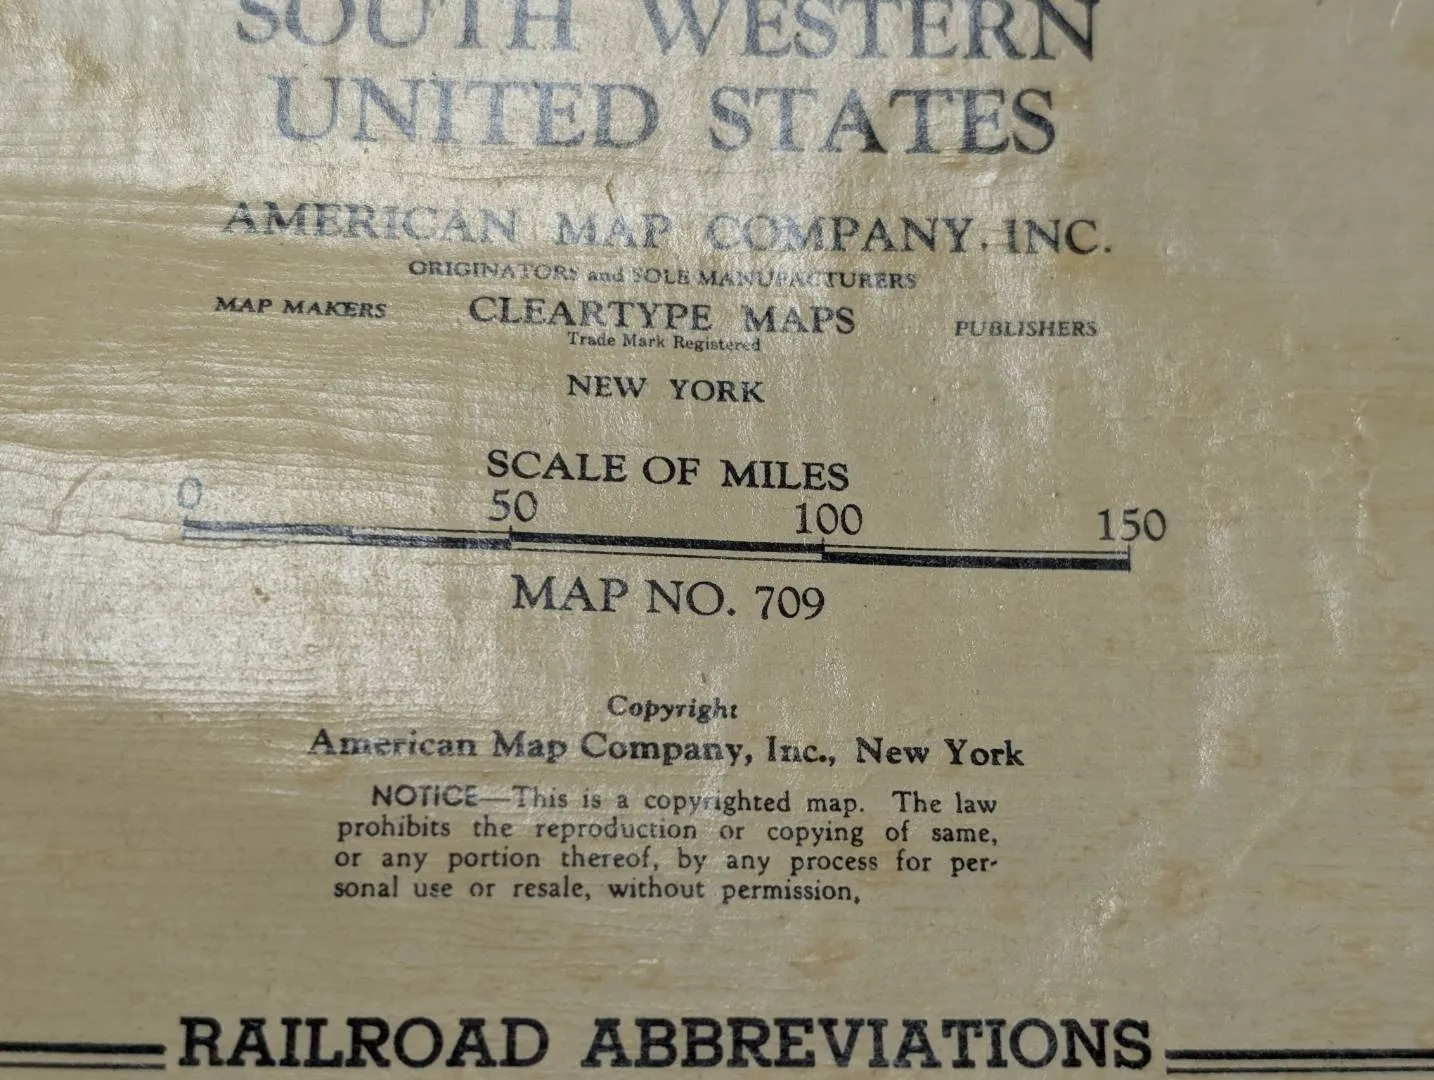 SOUTH WESTERN
UNITED STATES
AMERICAN MAP COMPANY, INC.
ORIGINATORS and SOLE MANUFACTURERS
MAP MAKERS CLEARTYPE MAPS PUBLISHERS
Trade Mark Registered
NEW YORK
SCALE OF MILES
0 50 100 150
MAP NO. 709
Copyright
American Map Company, Inc., New York
NOTICE—This is a copyrighted map. The law
prohibits the reproduction or copying of same,
or any portion thereof, by any process for per-
sonal use or resale, without permission,
RAILROAD ABBREVIATIONS